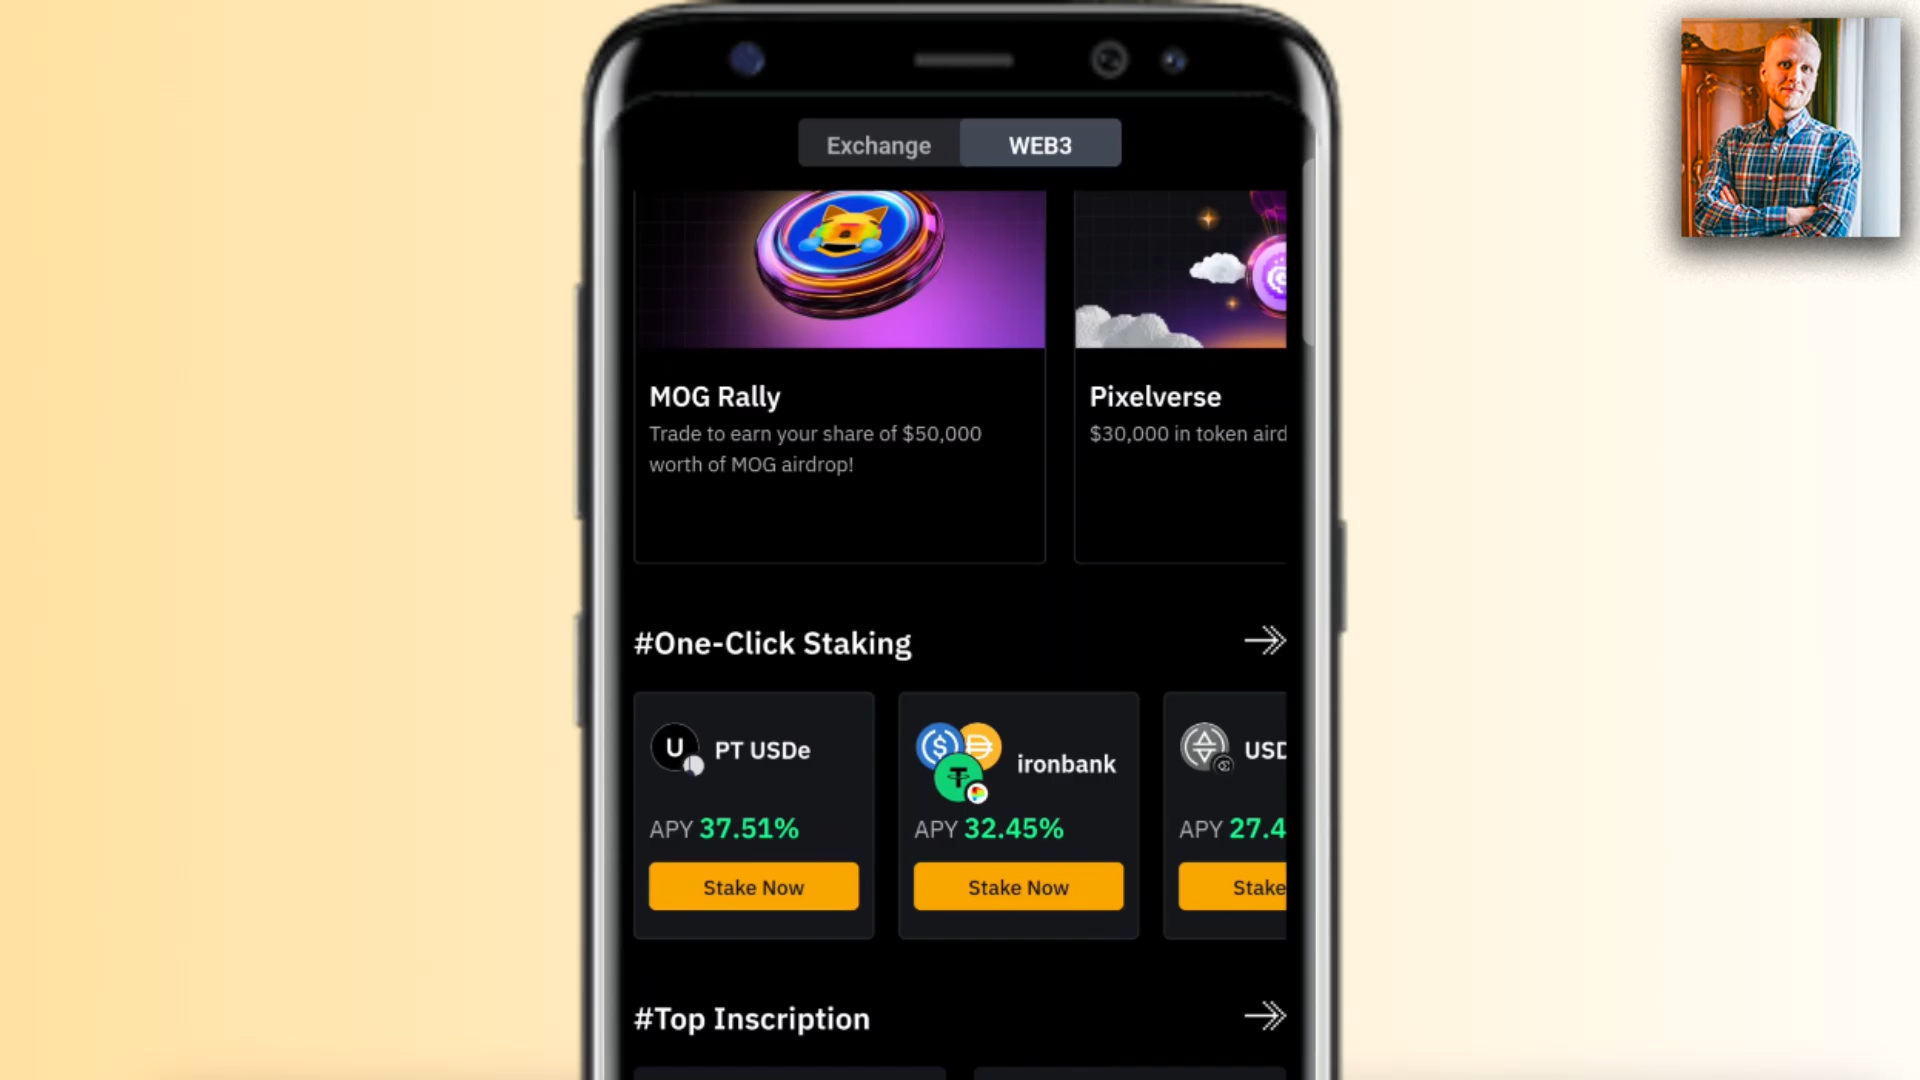 Exchange WEB3
MOG Rally
Trade to earn your share of $50,000
worth of MOG airdrop!
Pixelverse
$30,000 in token aird
#One-Click Staking
U PT USDe
APY 37.51%
Stake Now
ironbank
APY 32.45%
Stake Now
USD
APY 27.4
Stake
#Top Inscription